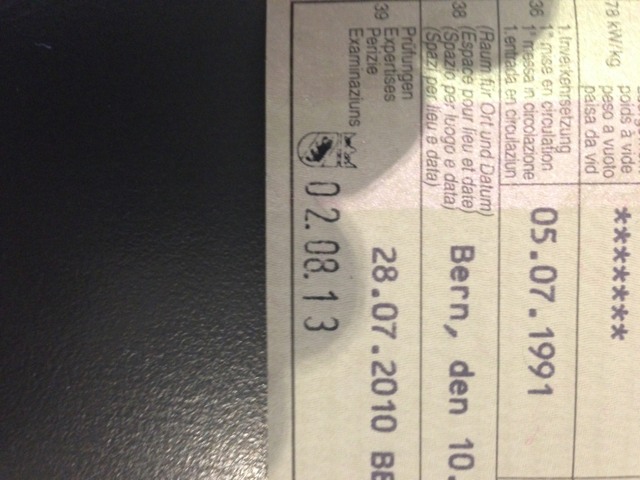 78 kW/kg
poids à vide
peso a vuoto
paisa da vid
*******
36
1. Inverkehrsetzung
1re mise en circulation
1a messa in circolazione
1. entrada en circulaziun
05.07.1991
38
(Raum für Ort und Datum)
(Espace pour lieu et date)
(Spazio per luogo e data)
(Spazi per lieu e data)
Bern, den 10.
39
Prüfungen
Expertises
Perizie
Examinaziuns
28.07.2010 BE
02.08.13